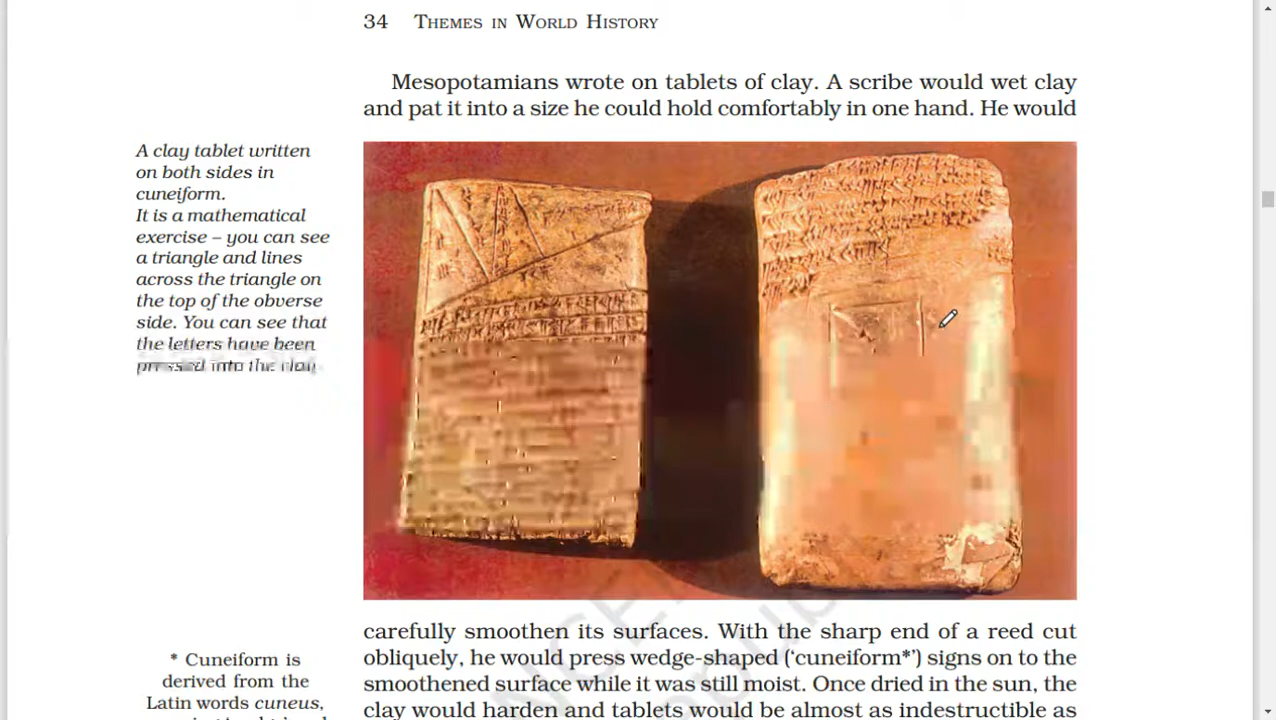 34 THEMES IN WORLD HISTORY
Mesopotamians wrote on tablets of clay. A scribe would wet clay
and pat it into a size he could hold comfortably in one hand. He would
A clay tablet written
on both sides in
cuneiform.
It is a mathematical
exercise – you can see
a triangle and lines
across the triangle on
the top of the obverse
side. You can see that
the letters have been
pressed into the clay.
carefully smoothen its surfaces. With the sharp end of a reed cut
obliquely, he would press wedge-shaped (‘cuneiform*’) signs on to the
smoothened surface while it was still moist. Once dried in the sun, the
clay would harden and tablets would be almost as indestructible as
* Cuneiform is
derived from the
Latin words cuneus,